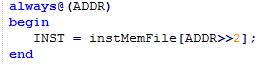 always@(ADDR)
begin
   INST = instMemFile[ADDR>>2];
end